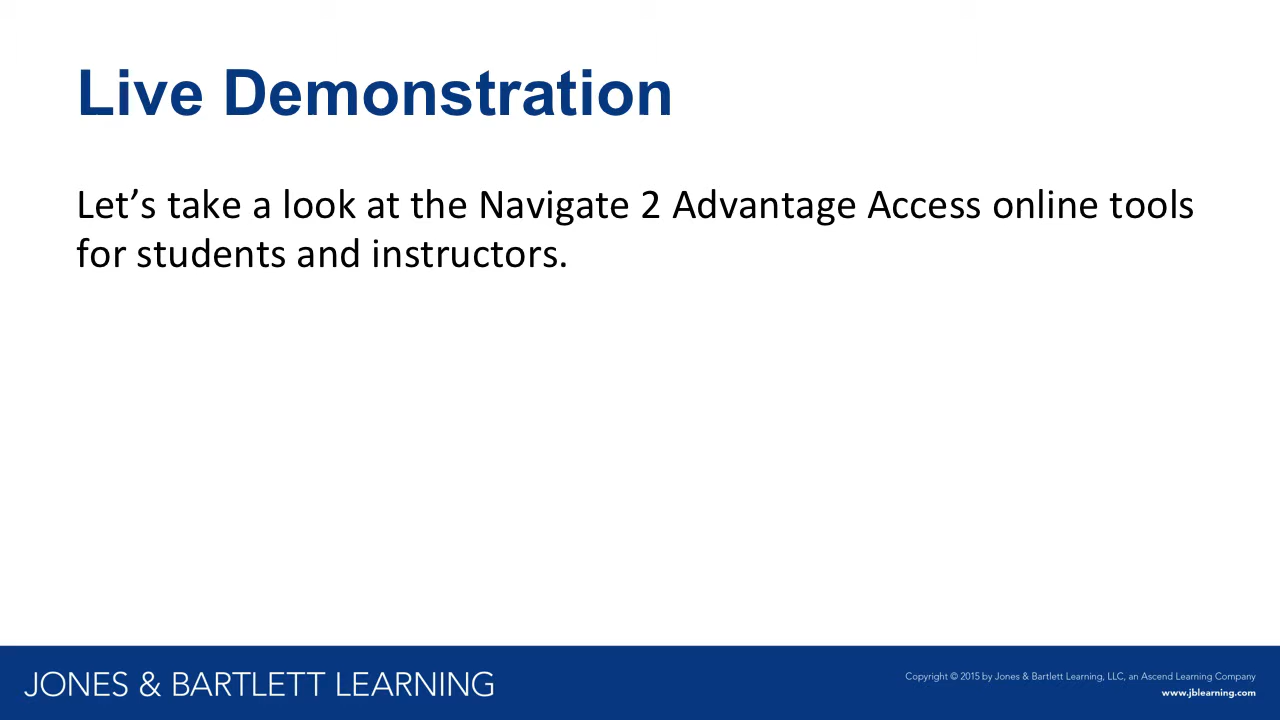 Live Demonstration
Let’s take a look at the Navigate 2 Advantage Access online tools
for students and instructors.
JONES & BARTLETT LEARNING
Copyright © 2015 by Jones & Bartlett Learning, LLC, an Ascend Learning Company
www.jblearning.com